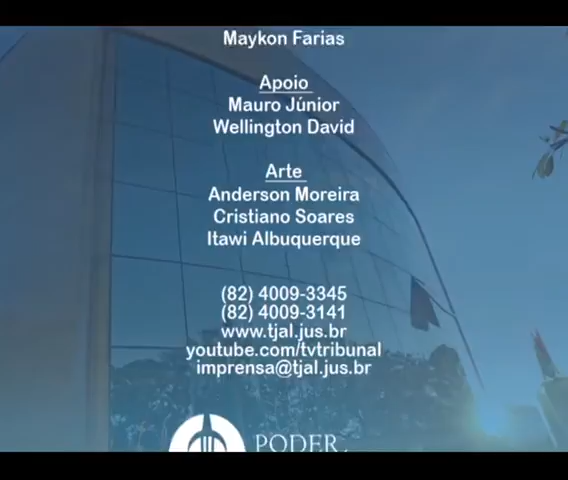 Maykon Farias
Apoio
Mauro Júnior
Wellington David
Arte
Anderson Moreira
Cristiano Soares
Itawi Albuquerque
(82) 4009-3345
(82) 4009-3141
www.tjal.jus.br
youtube.com/tvtribunal
imprensa@tjal.jus.br
PODER